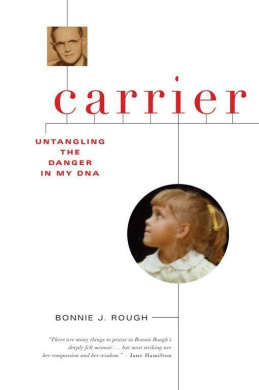 carrier
UNTANGLING
THE
DANGER
IN MY DNA
BONNIE J. ROUGH
"There are many things to praise in Bonnie Rough's
deeply felt memoir . . . but most striking are
her compassion and her wisdom." – Jane Hamilton